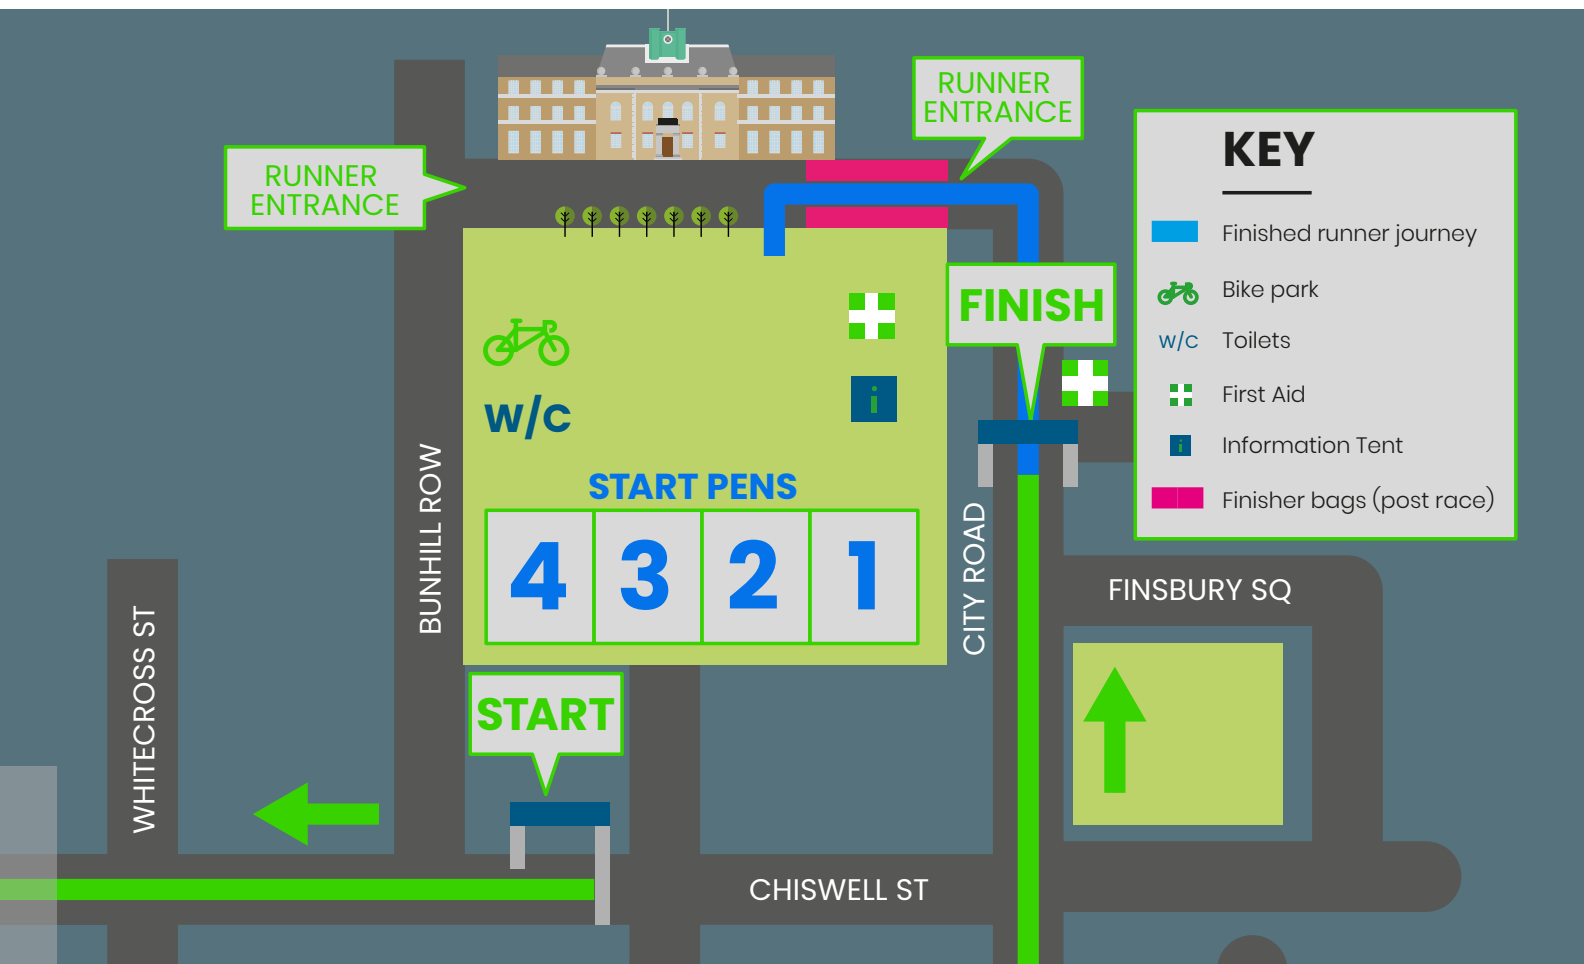 RUNNER
ENTRANCE
RUNNER
ENTRANCE
KEY
Finished runner journey
Bike park
w/c Toilets
First Aid
i Information Tent
Finisher bags (post race)
FINISH
W/C
i
START PENS
4 3 2 1
BUNHILL ROW
CITY ROAD
FINSBURY SQ
WHITECROSS ST
START
CHISWELL ST